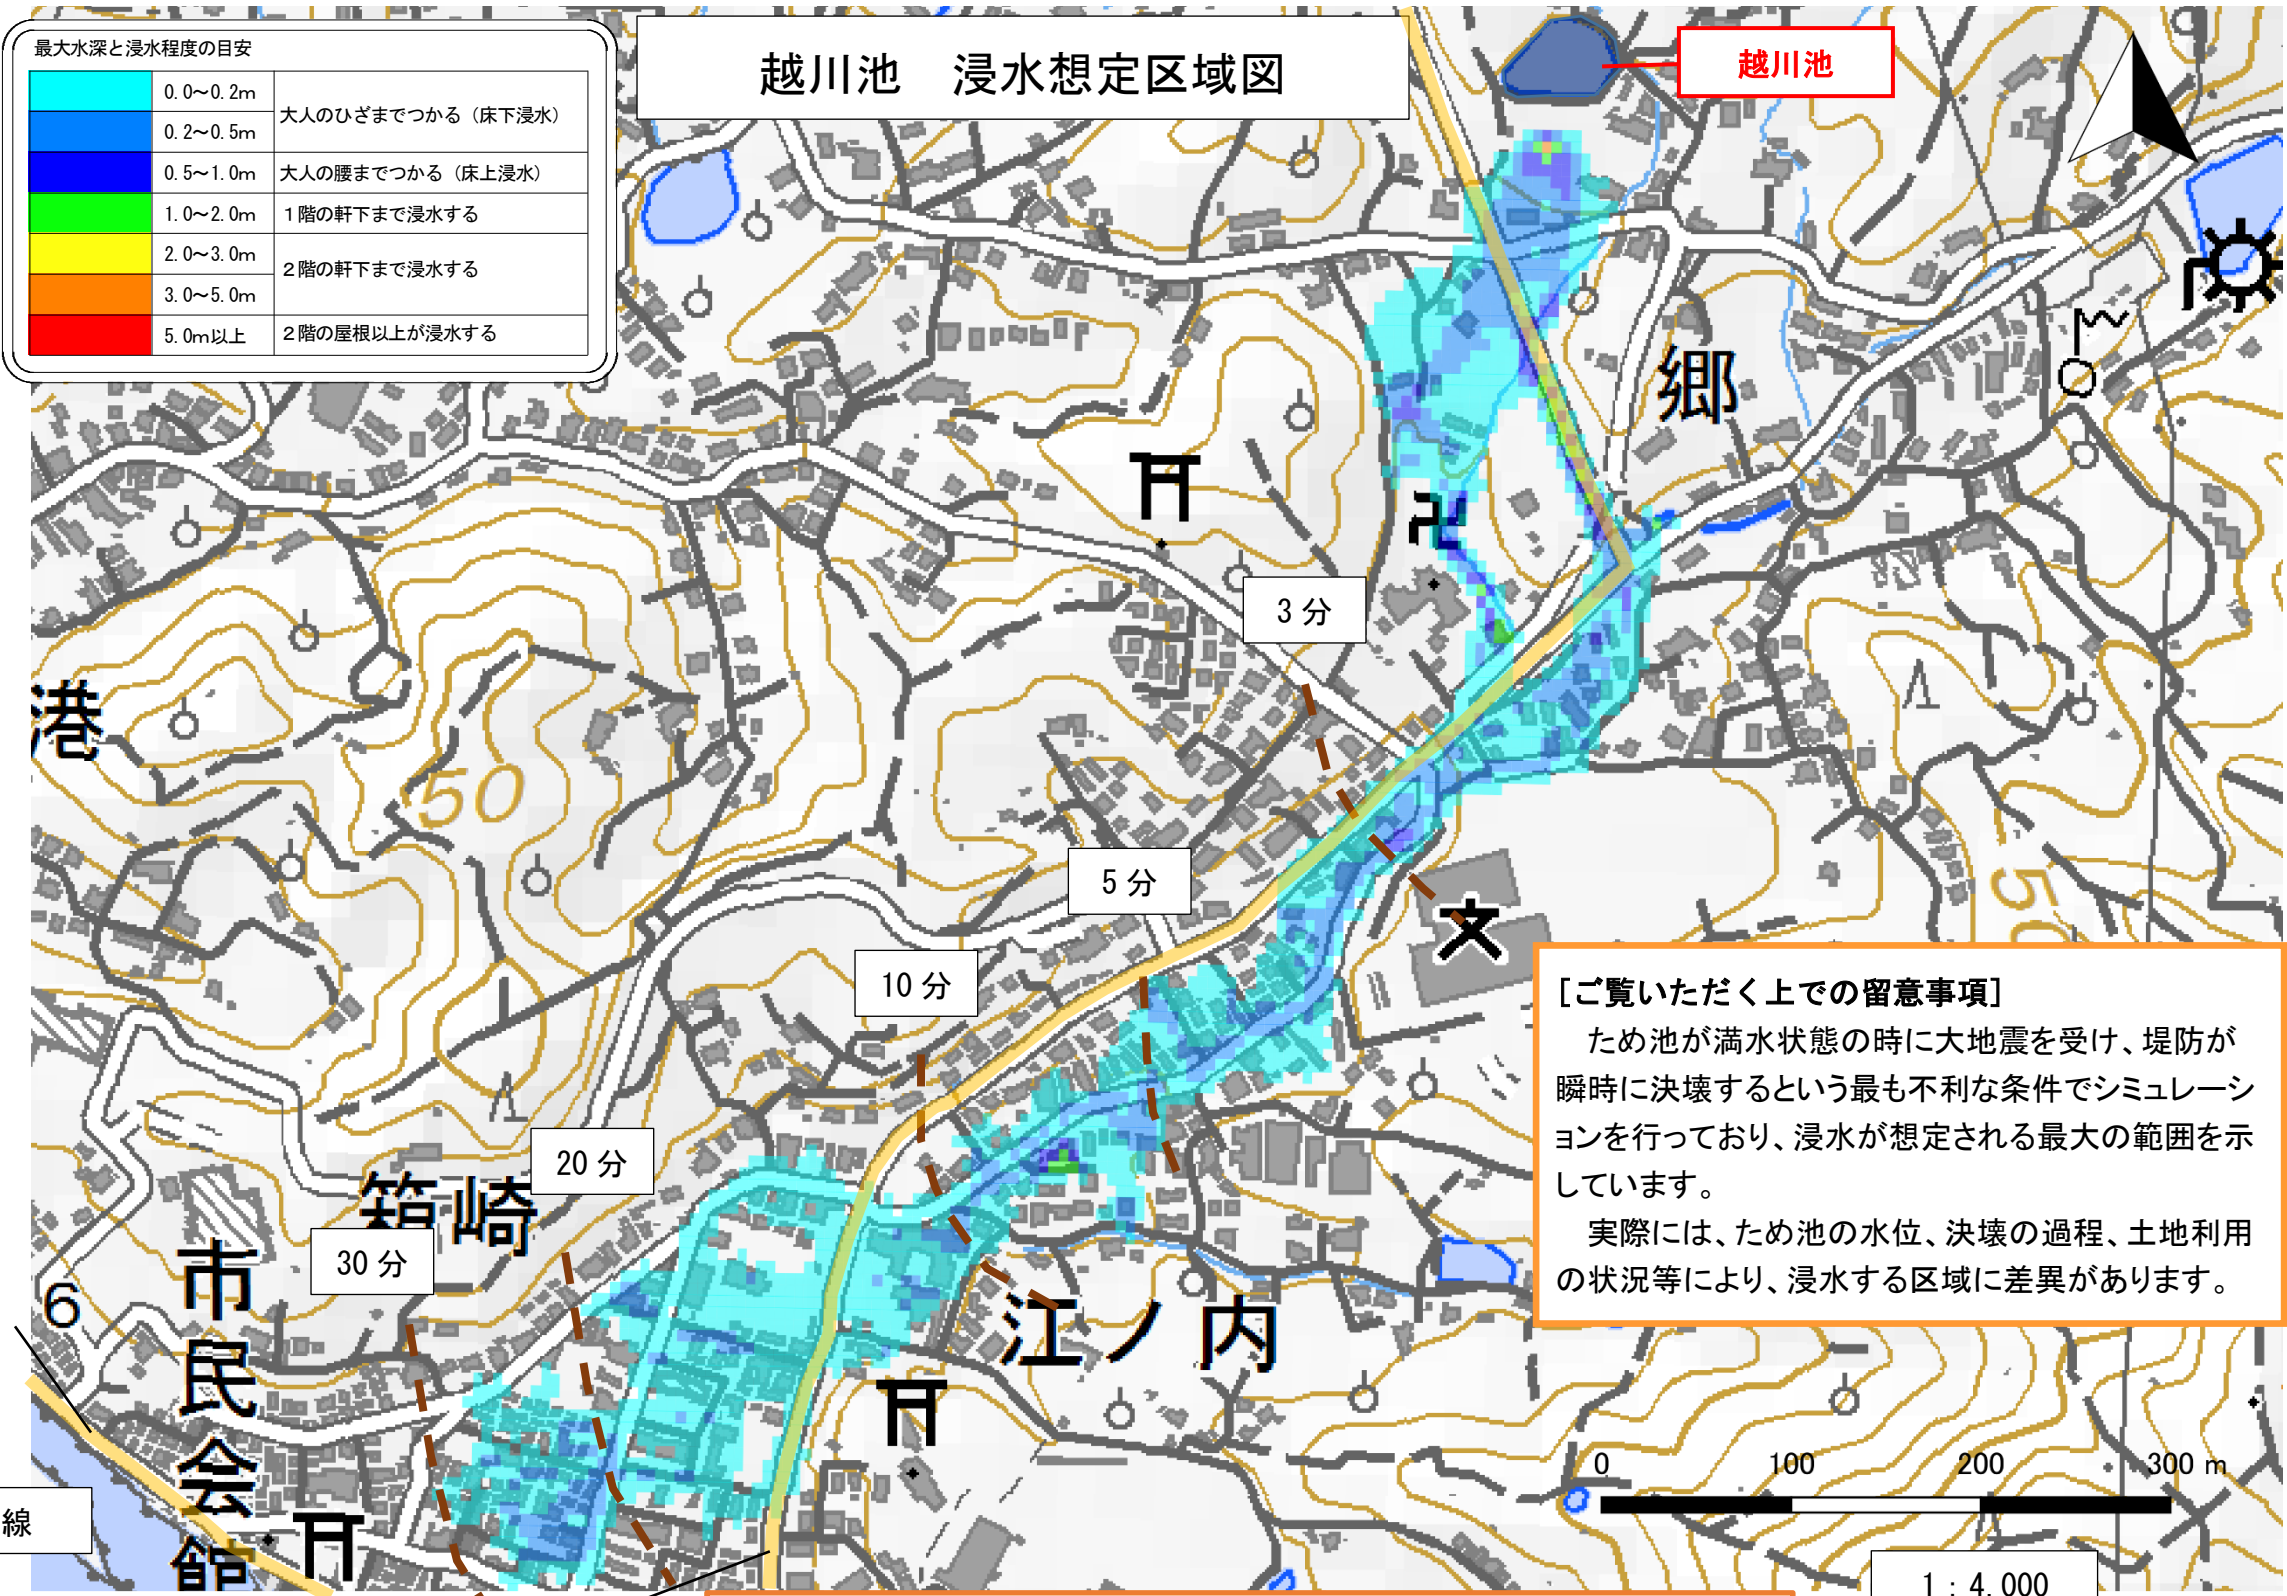 越川池　浸水想定区域図
越川池
最大水深と浸水程度の目安
0.0～0.2m
大人のひざまでつかる（床下浸水）
0.2～0.5m
0.5～1.0m 大人の腰までつかる（床上浸水）
1.0～2.0m 1階の軒下まで浸水する
2.0～3.0m
2階の軒下まで浸水する
3.0～5.0m
5.0m以上 2階の屋根以上が浸水する
郷
3分
港
50
5分
50
10分
20分
箱崎
30分
6
市民会館
江ノ内
線
[ご覧いただく上での留意事項]
ため池が満水状態の時に大地震を受け、堤防が
瞬時に決壊するという最も不利な条件でシミュレーシ
ョンを行っており、浸水が想定される最大の範囲を示
しています。
実際には、ため池の水位、決壊の過程、土地利用
の状況等により、浸水する区域に差異があります。
0 100 200 300 m
1：4,000